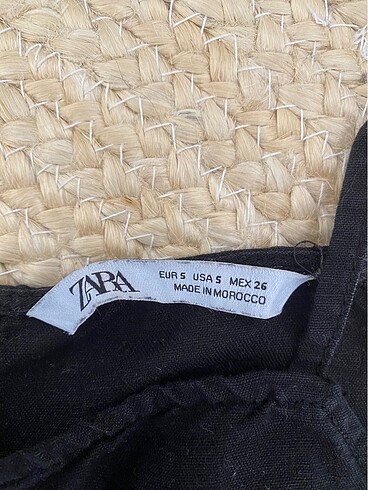 ZARA
EUR S USA S MEX 26
MADE IN MOROCCO